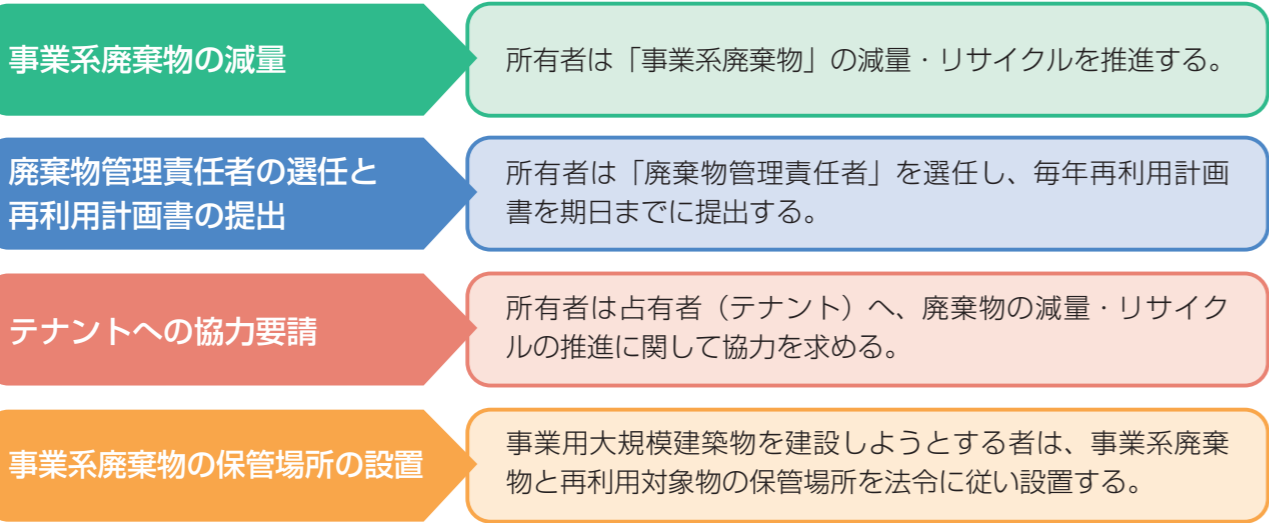 事業系廃棄物の減量
所有者は「事業系廃棄物」の減量・リサイクルを推進する。
廃棄物管理責任者の選任と
再利用計画書の提出
所有者は「廃棄物管理責任者」を選任し、毎年再利用計画
書を期日までに提出する。
テナントへの協力要請
所有者は占有者（テナント）へ、廃棄物の減量・リサイク
ルの推進に関して協力を求める。
事業系廃棄物の保管場所の設置
事業用大規模建築物を建設しようとする者は、事業系廃棄
物と再利用対象物の保管場所を法令に従い設置する。